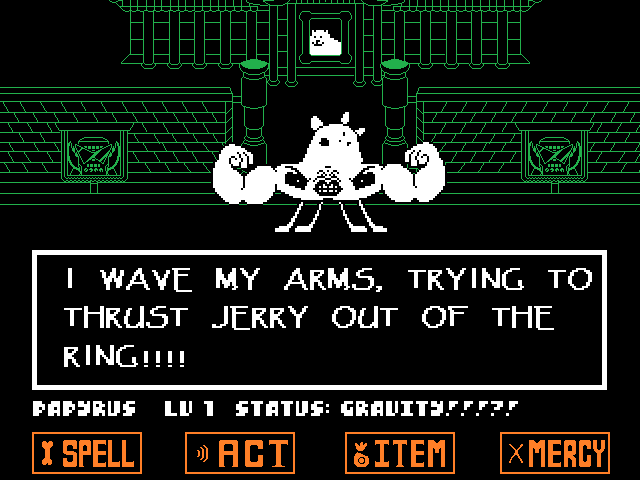 I WAVE MY ARMS, TRYING TO
THRUST JERRY OUT OF THE
RING!!!!
PAPYRUS LV 1 STATUS: GRAVITY!!!?!
SPELL ACT ITEM MERCY